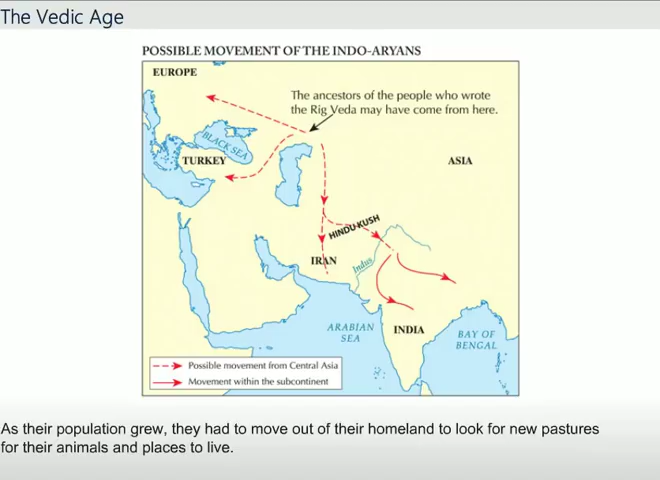 The Vedic Age
POSSIBLE MOVEMENT OF THE INDO-ARYANS
EUROPE
The ancestors of the people who wrote
the Rig Veda may have come from here.
BLACK SEA
TURKEY
ASIA
HINDU-KUSH
IRAN
Indus
ARABIAN
SEA
INDIA
BAY OF
BENGAL
Possible movement from Central Asia
Movement within the subcontinent
As their population grew, they had to move out of their homeland to look for new pastures
for their animals and places to live.